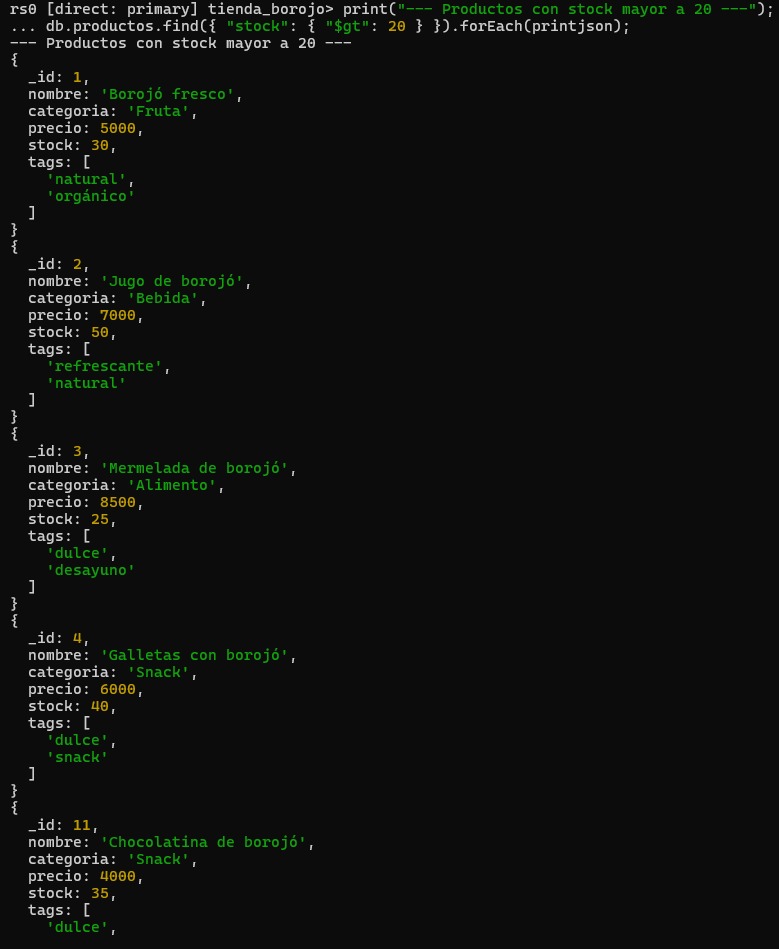 rs0 [direct: primary] tienda_borojo> print("--- Productos con stock mayor a 20 ---");
... db.productos.find({ "stock": { "$gt": 20 } }).forEach(printjson);
--- Productos con stock mayor a 20 ---
{
  _id: 1,
  nombre: 'Borojó fresco',
  categoria: 'Fruta',
  precio: 5000,
  stock: 30,
  tags: [
    'natural',
    'orgánico'
  ]
}
{
  _id: 2,
  nombre: 'Jugo de borojó',
  categoria: 'Bebida',
  precio: 7000,
  stock: 50,
  tags: [
    'refrescante',
    'natural'
  ]
}
{
  _id: 3,
  nombre: 'Mermelada de borojó',
  categoria: 'Alimento',
  precio: 8500,
  stock: 25,
  tags: [
    'dulce',
    'desayuno'
  ]
}
{
  _id: 4,
  nombre: 'Galletas con borojó',
  categoria: 'Snack',
  precio: 6000,
  stock: 40,
  tags: [
    'dulce',
    'snack'
  ]
}
{
  _id: 11,
  nombre: 'Chocolatina de borojó',
  categoria: 'Snack',
  precio: 4000,
  stock: 35,
  tags: [
    'dulce',